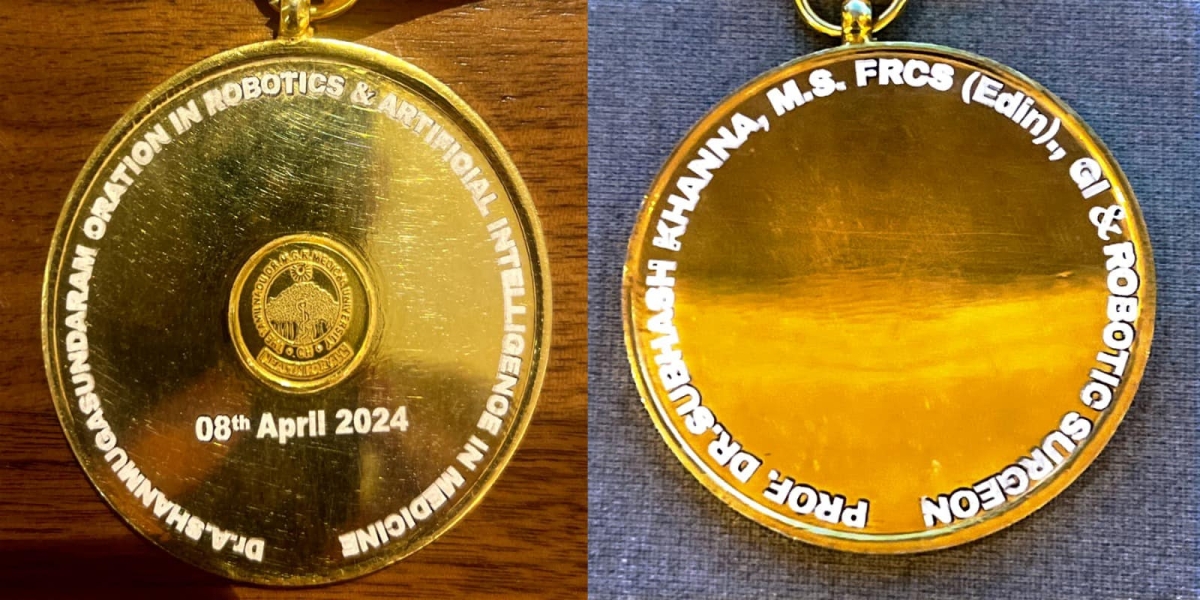 Dr.A.SHANMUGASUNDARAM ORATION IN ROBOTICS & ARTIFICIAL INTELLIGENCE IN MEDICINE
08th April 2024
PROF. DR.SUBHASH KHANNA, M.S. FRCS (Edin)., GI & ROBOTIC SURGEON